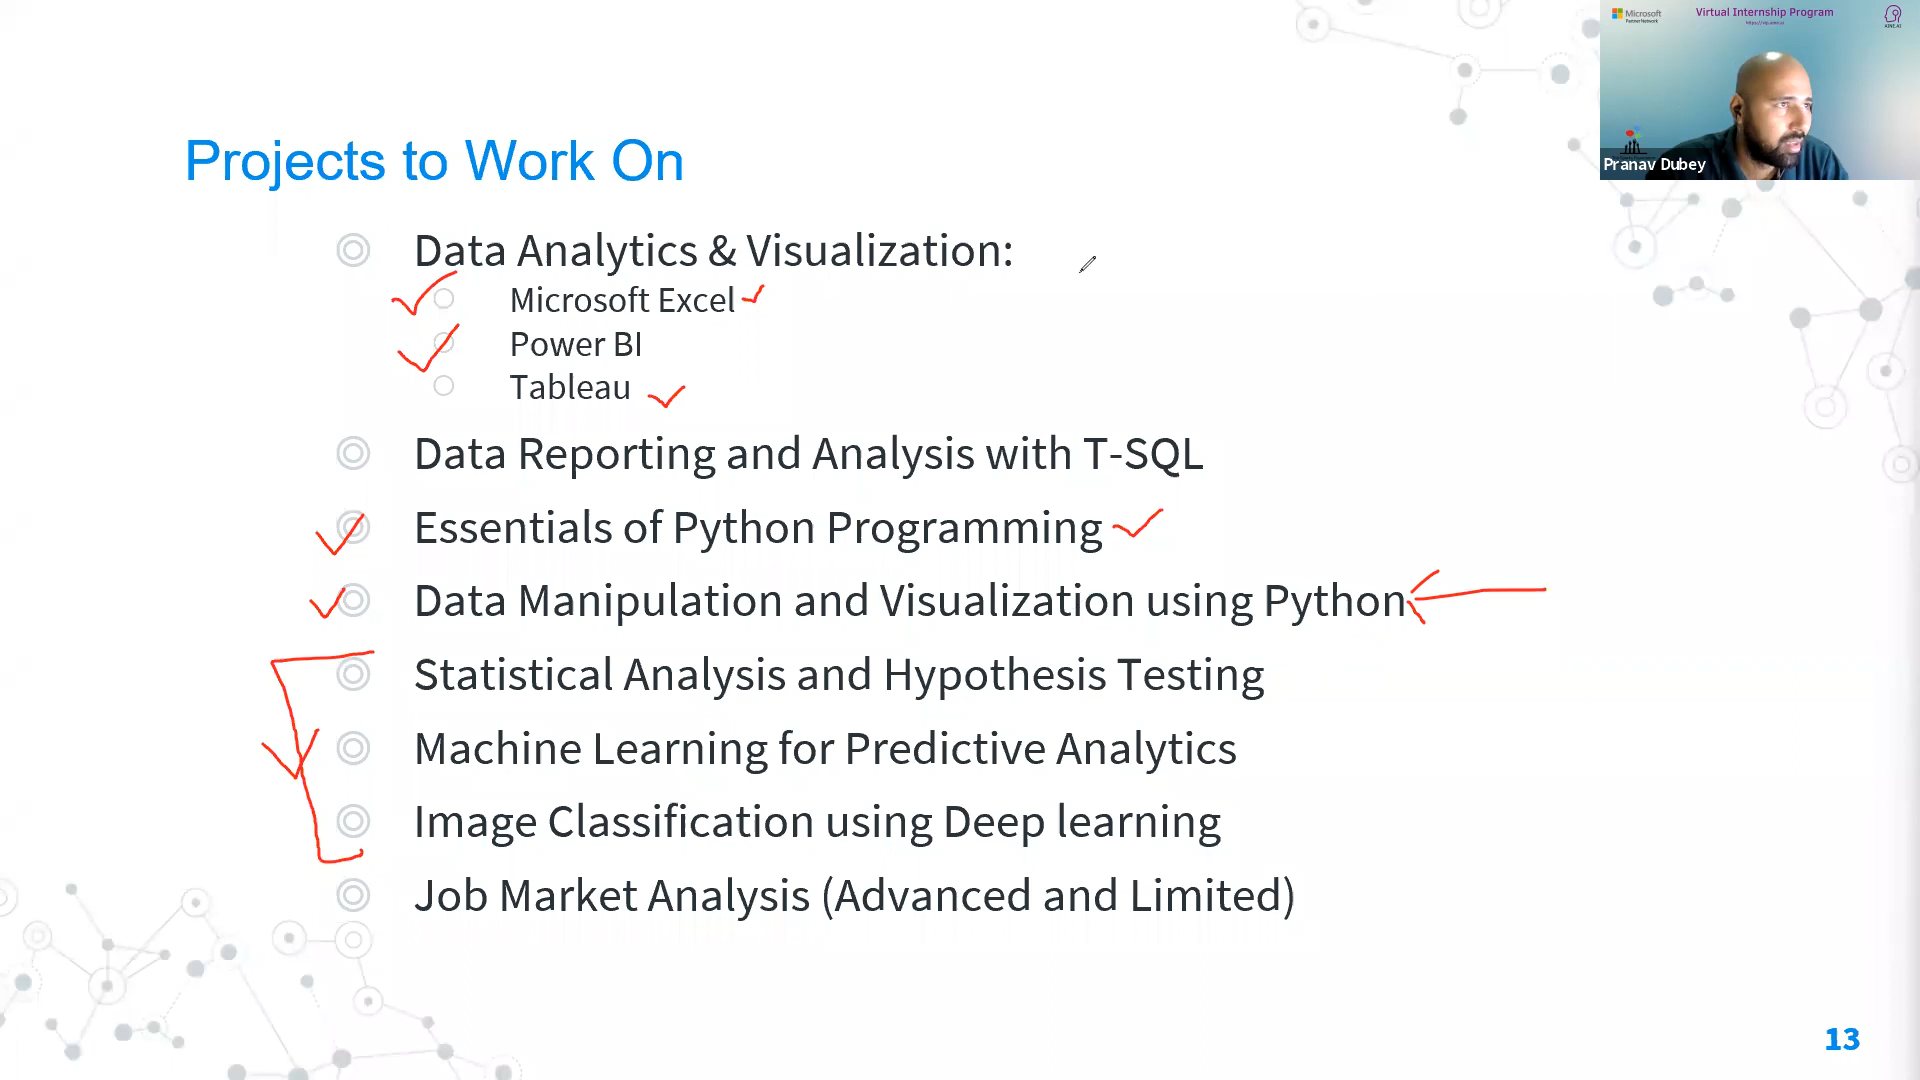 Microsoft
Partner Network
Virtual Internship Program
Pranav Dubey
Projects to Work On
Data Analytics & Visualization:
Microsoft Excel
Power BI
Tableau
Data Reporting and Analysis with T-SQL
Essentials of Python Programming
Data Manipulation and Visualization using Python
Statistical Analysis and Hypothesis Testing
Machine Learning for Predictive Analytics
Image Classification using Deep learning
Job Market Analysis (Advanced and Limited)
13